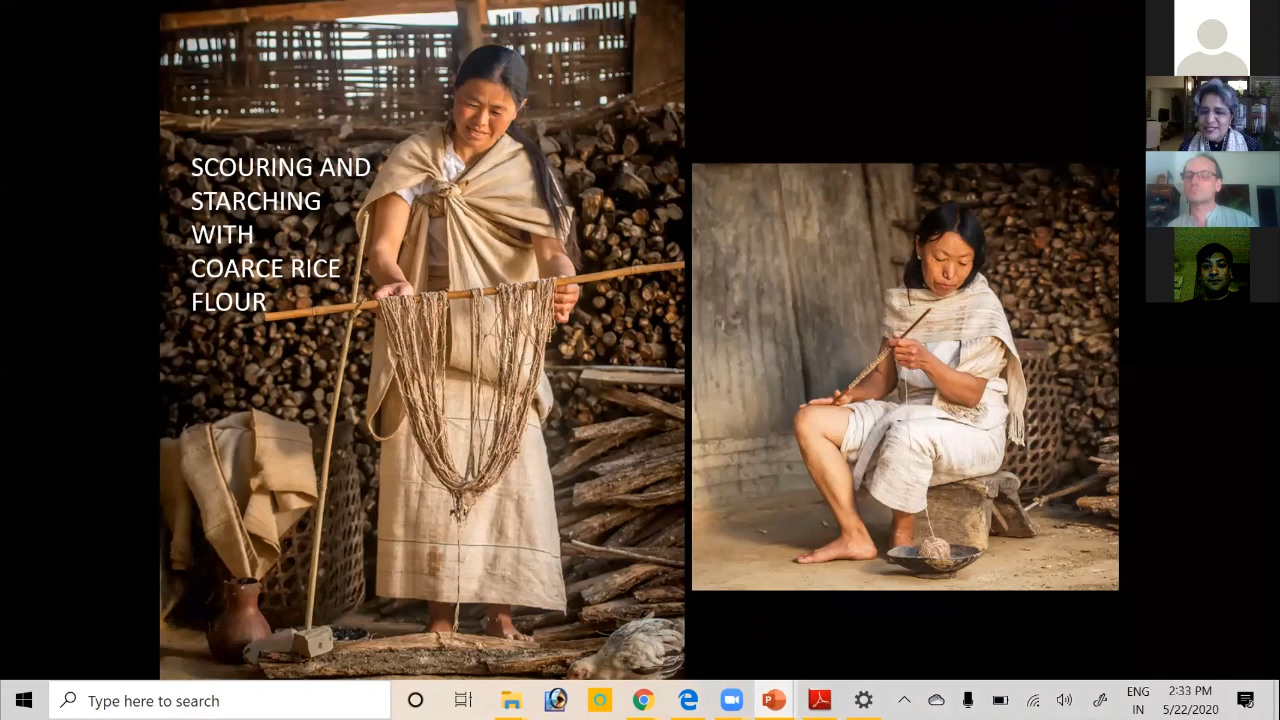 SCOURING AND
STARCHING
WITH
COARCE RICE
FLOUR
Type here to search
ENG
IN
2:33 PM
5/22/2020